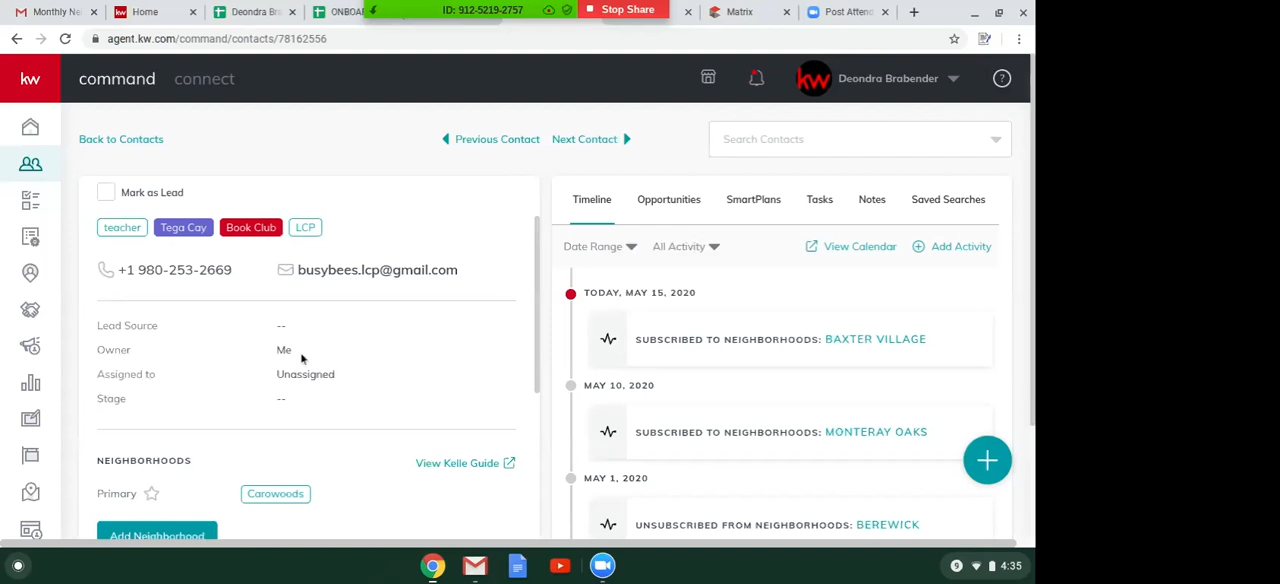 Monthly Ne
Home
Deondra Bra
ONBOA
ID: 912-5219-2757
Stop Share
Matrix
Post Attend
agent.kw.com/command/contacts/78162556
kw
command
connect
kw
Deondra Brabender
?
Back to Contacts
Previous Contact
Next Contact
Search Contacts
Mark as Lead
teacher
Tega Cay
Book Club
LCP
+1 980-253-2669
busybees.lcp@gmail.com
Lead Source
--
Owner
Me
Assigned to
Unassigned
Stage
--
NEIGHBORHOODS
View Kelle Guide
Primary
Carowoods
Add Neighborhood
Timeline
Opportunities
SmartPlans
Tasks
Notes
Saved Searches
Date Range
All Activity
View Calendar
Add Activity
TODAY, MAY 15, 2020
SUBSCRIBED TO NEIGHBORHOODS: BAXTER VILLAGE
MAY 10, 2020
SUBSCRIBED TO NEIGHBORHOODS: MONTERAY OAKS
MAY 1, 2020
UNSUBSCRIBED FROM NEIGHBORHOODS: BEREWICK
9
4:35